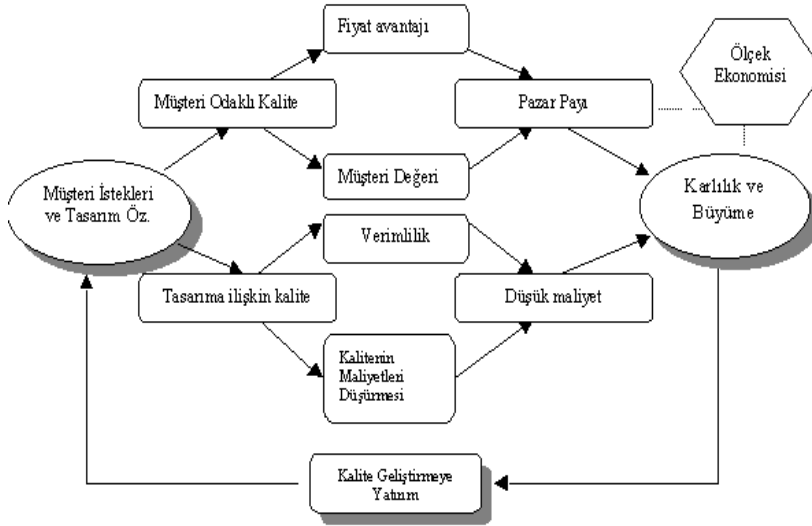 Fiyat avantajı
Ölçek
Ekonomisi
Müşteri Odaklı Kalite
Pazar Payı
Müşteri Değeri
Müşteri İstekleri
ve Tasarım Öz.
Karlılık ve
Büyüme
Verimlilik
Tasarıma ilişkin kalite
Düşük maliyet
Kalitenin
Maliyetleri
Düşürmesi
Kalite Geliştirmeye
Yatırım